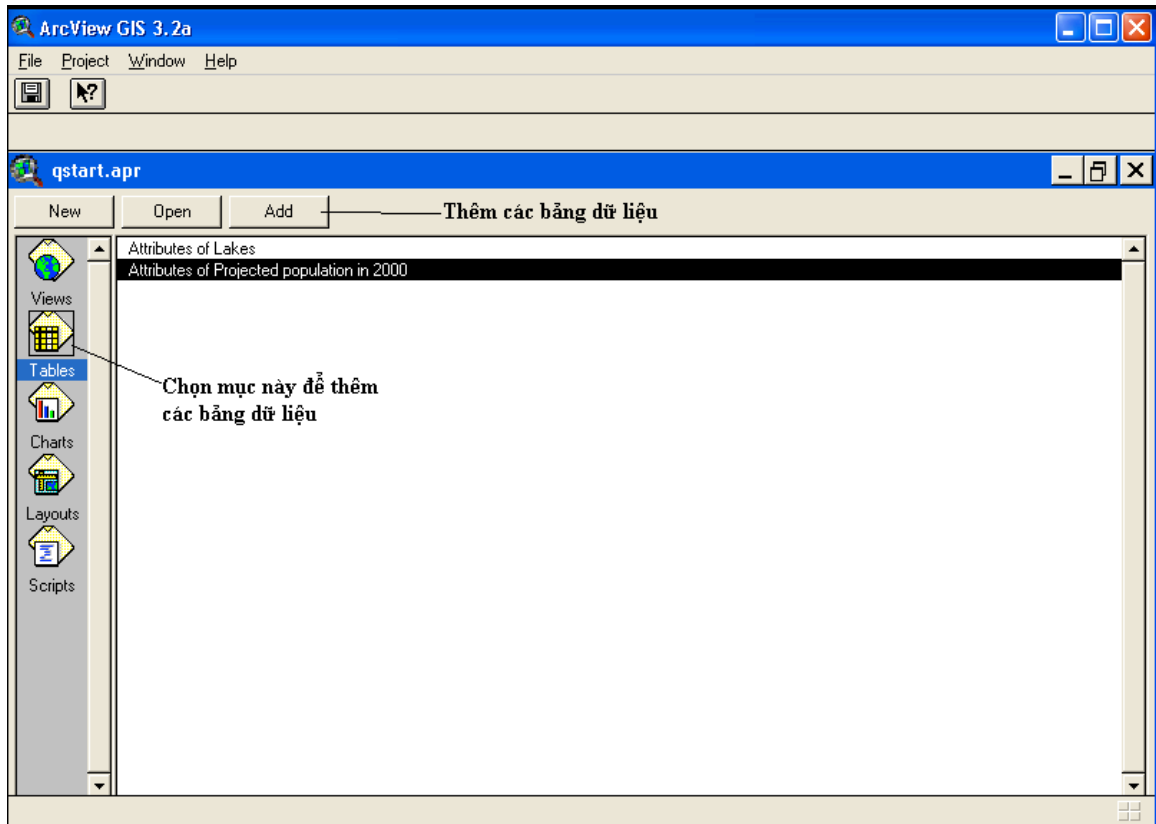 ArcView GIS 3.2a
File Project Window Help
qstart.apr
New Open Add Thêm các bảng dữ liệu
Attributes of Lakes
Attributes of Projected population in 2000
Views
Tables
Chọn mục này để thêm
các bảng dữ liệu
Charts
Layouts
Scripts